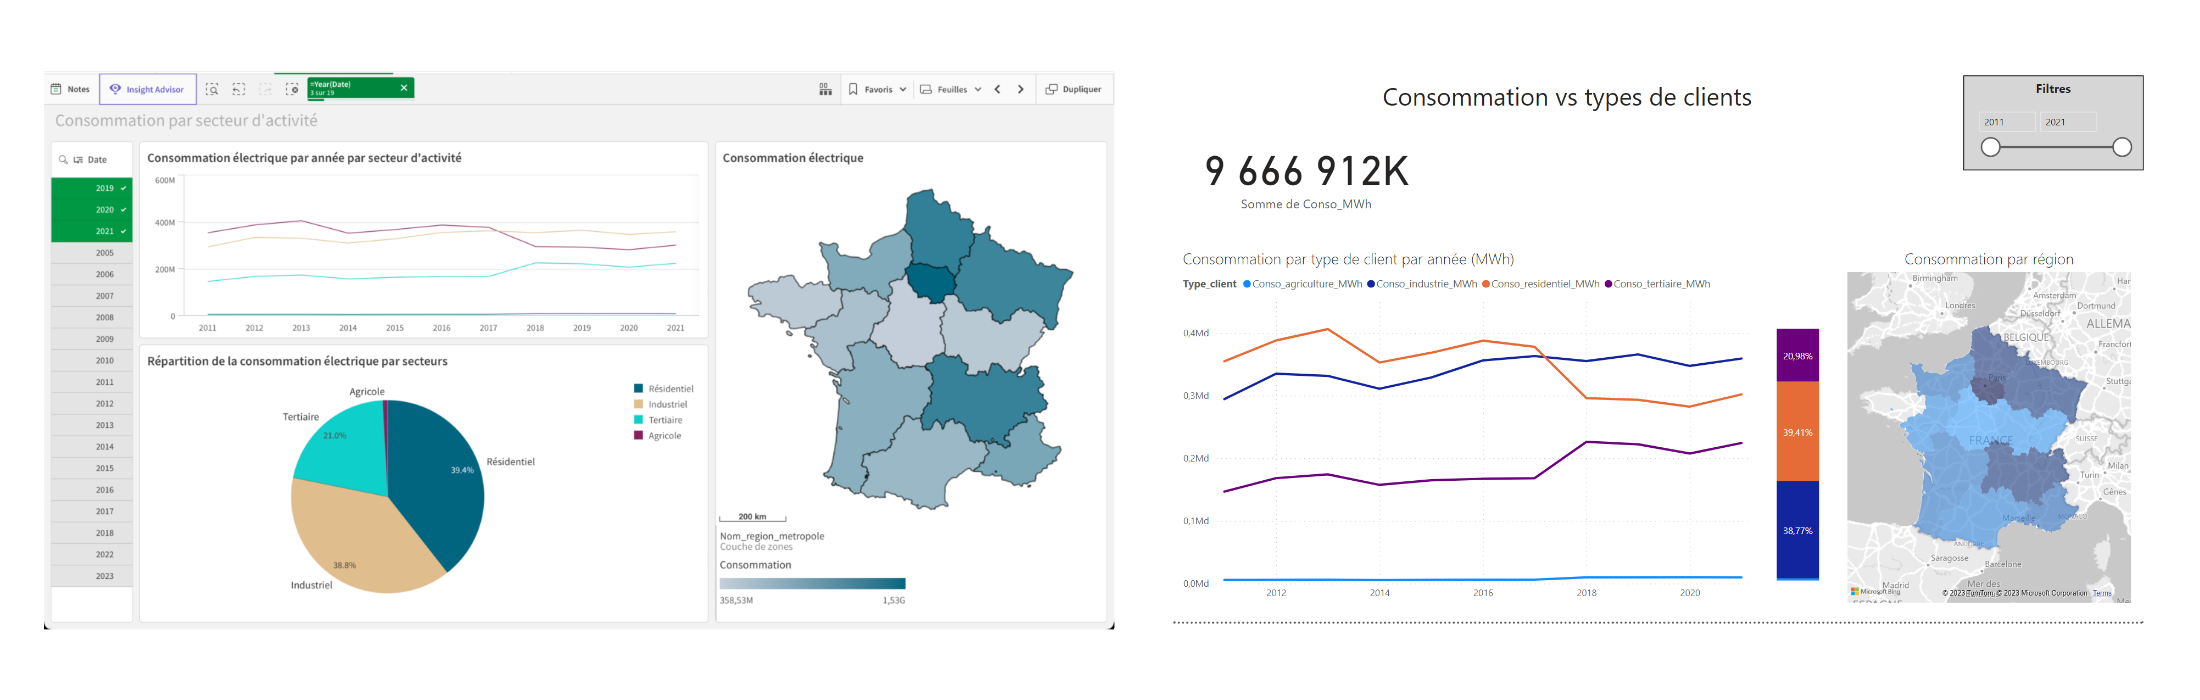 Notes
Insight Advisor
=Year(Date)
3 sur 19
Favoris
Feuilles
Dupliquer
Consommation par secteur d'activité
Date
2019
2020
2021
2005
2006
2007
2008
2009
2010
2011
2012
2013
2014
2015
2016
2017
2018
2022
2023
Consommation électrique par année par secteur d'activité
600M
400M
200M
0
2011 2012 2013 2014 2015 2016 2017 2018 2019 2020 2021
Répartition de la consommation électrique par secteurs
Agricole
Tertiaire
21.0%
Résidentiel
39.4%
38.8%
Industriel
Résidentiel
Industriel
Tertiaire
Agricole
Consommation électrique
200 km
Nom_region_metropole
Couche de zones
Consommation
358,53M 1,53G
Consommation vs types de clients
Filtres
2011 2021
9 666 912K
Somme de Conso_MWh
Consommation par type de client par année (MWh)
Type_client Conso_agriculture_MWh Conso_industrie_MWh Conso_residentiel_MWh Conso_tertiaire_MWh
0,4Md
0,3Md
0,2Md
0,1Md
0,0Md
2012 2014 2016 2018 2020
20,98%
39,41%
38,77%
Consommation par région
Birmingham
Har
Amsterdam
Londres
Dortmund
Düsseldorf
ALLEMA
BELGIQUE
Francfort
LUXEMBOURG
Paris
Stuttga
FRANCE
SUISSE
Milan
Turin
Gênes
Marseille
MONACO
Saragosse
Barcelone
Madrid
Mer des
Microsoft Bing
© 2023 TomTom, © 2023 Microsoft Corporation Terms